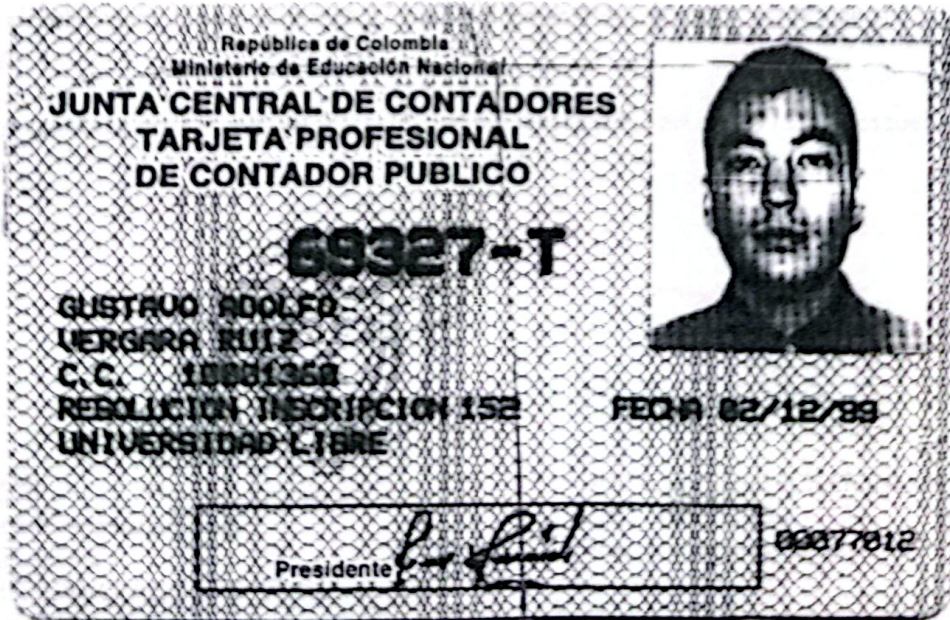 República de Colombia
Ministerio de Educación Nacional
JUNTA CENTRAL DE CONTADORES
TARJETA PROFESIONAL
DE CONTADOR PUBLICO
69327-T
GUSTAVO ADOLFO
VERGARA RUIZ
C.C.
RESOLUCION INSCRIPCION 152 FECHA 02/12/99
UNIVERSIDAD LIBRE
Presidente
00077012